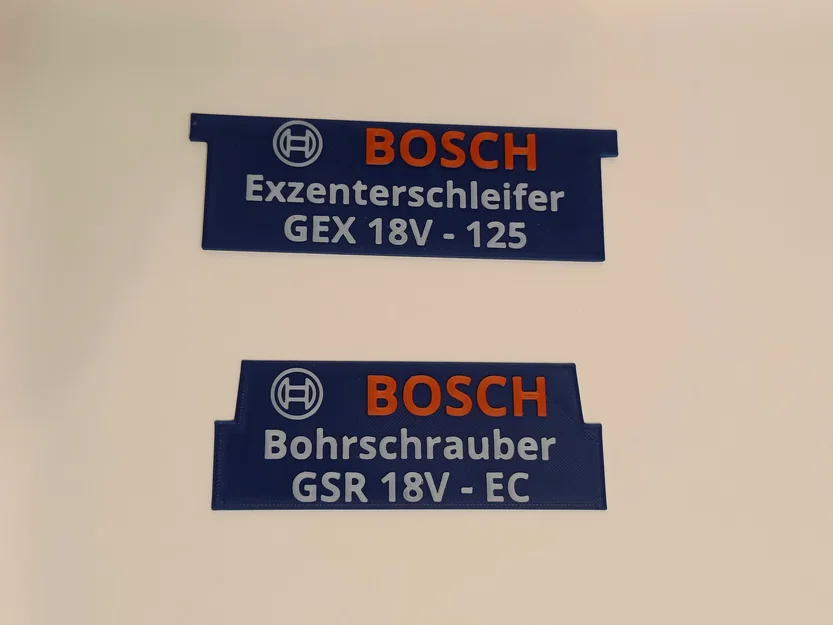 BOSCH
Exzenterschleifer
GEX 18V - 125
BOSCH
Bohrschrauber
GSR 18V - EC